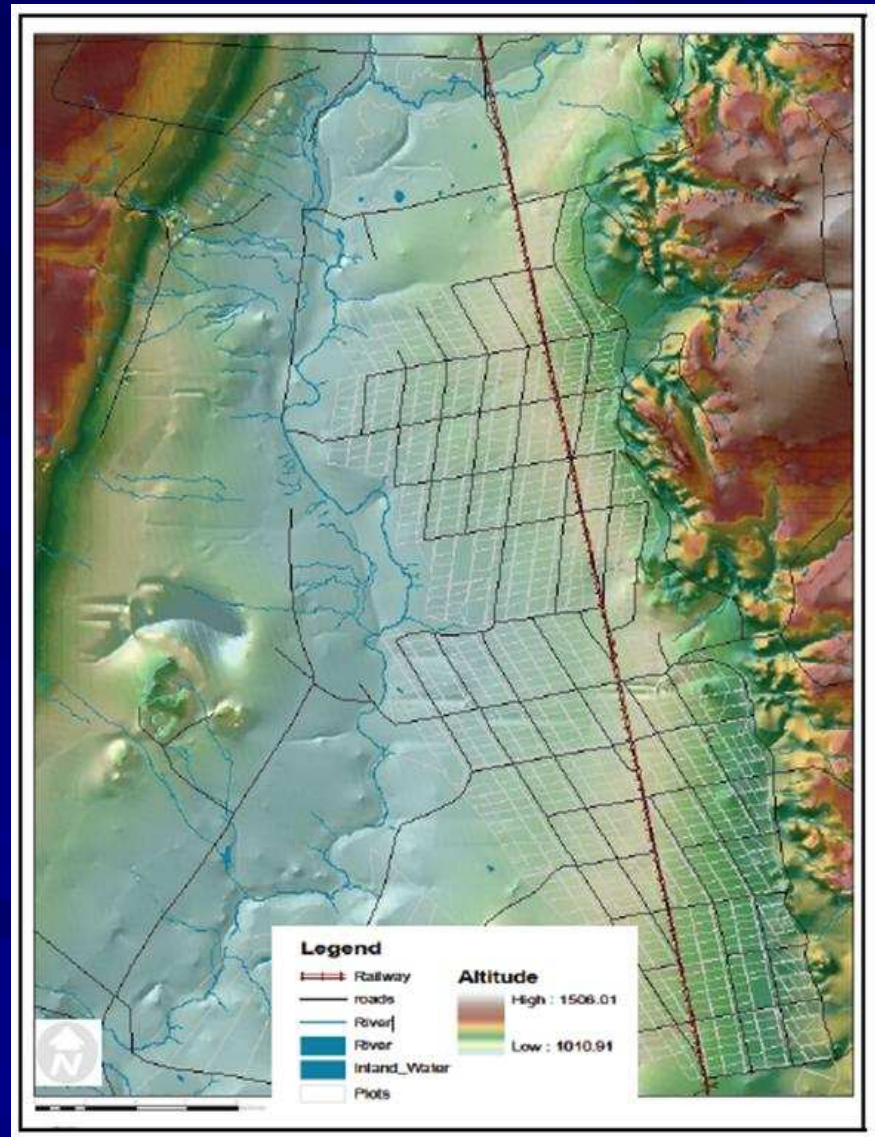 Legend
Railway
roads
River
River
Inland_Water
Plots
Altitude
High : 1506.01
Low : 1010.91
N